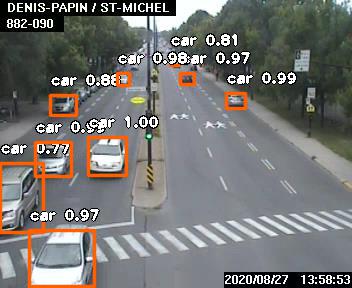 DENIS-PAPIN / ST-MICHEL
882-090
car 0.81
car 0.98
car 0.97
car 0.88
car 0.99
car 1.00
car 0.77
car 0.97
2020/08/27 13:58:53